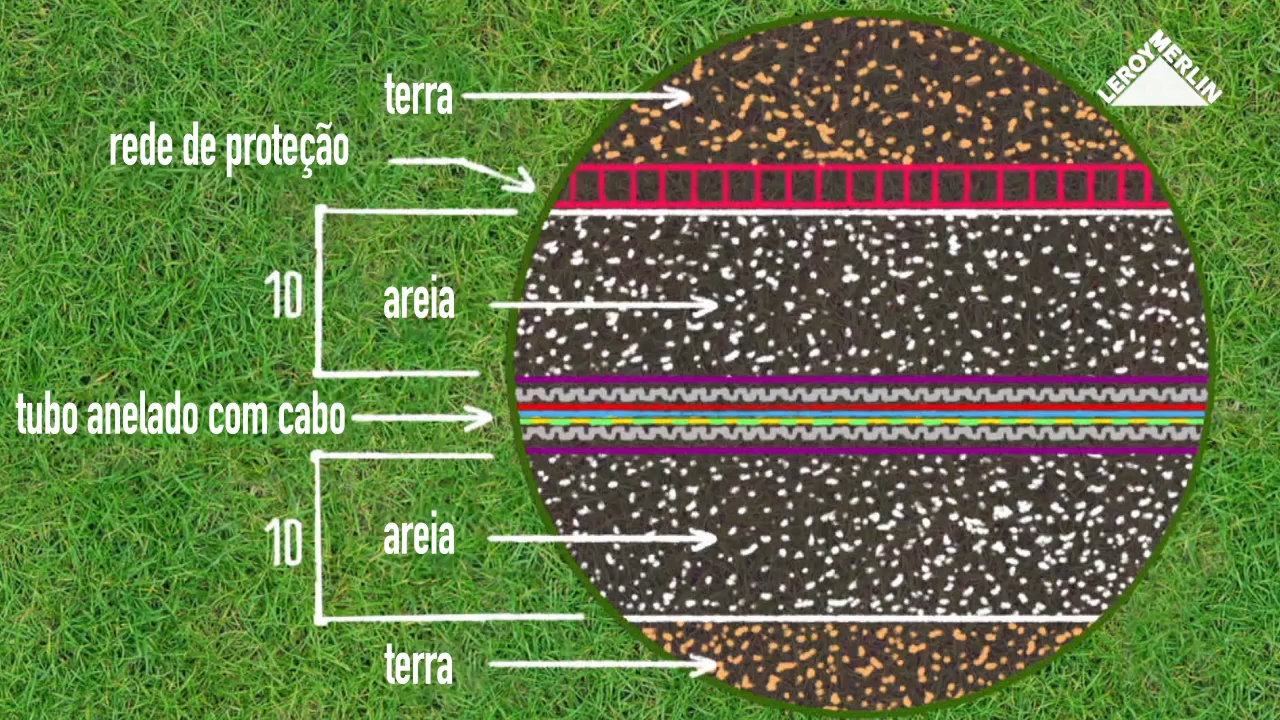 LEROY MERLIN
terra
rede de proteção
10
areia
tubo anelado com cabo
10
areia
terra